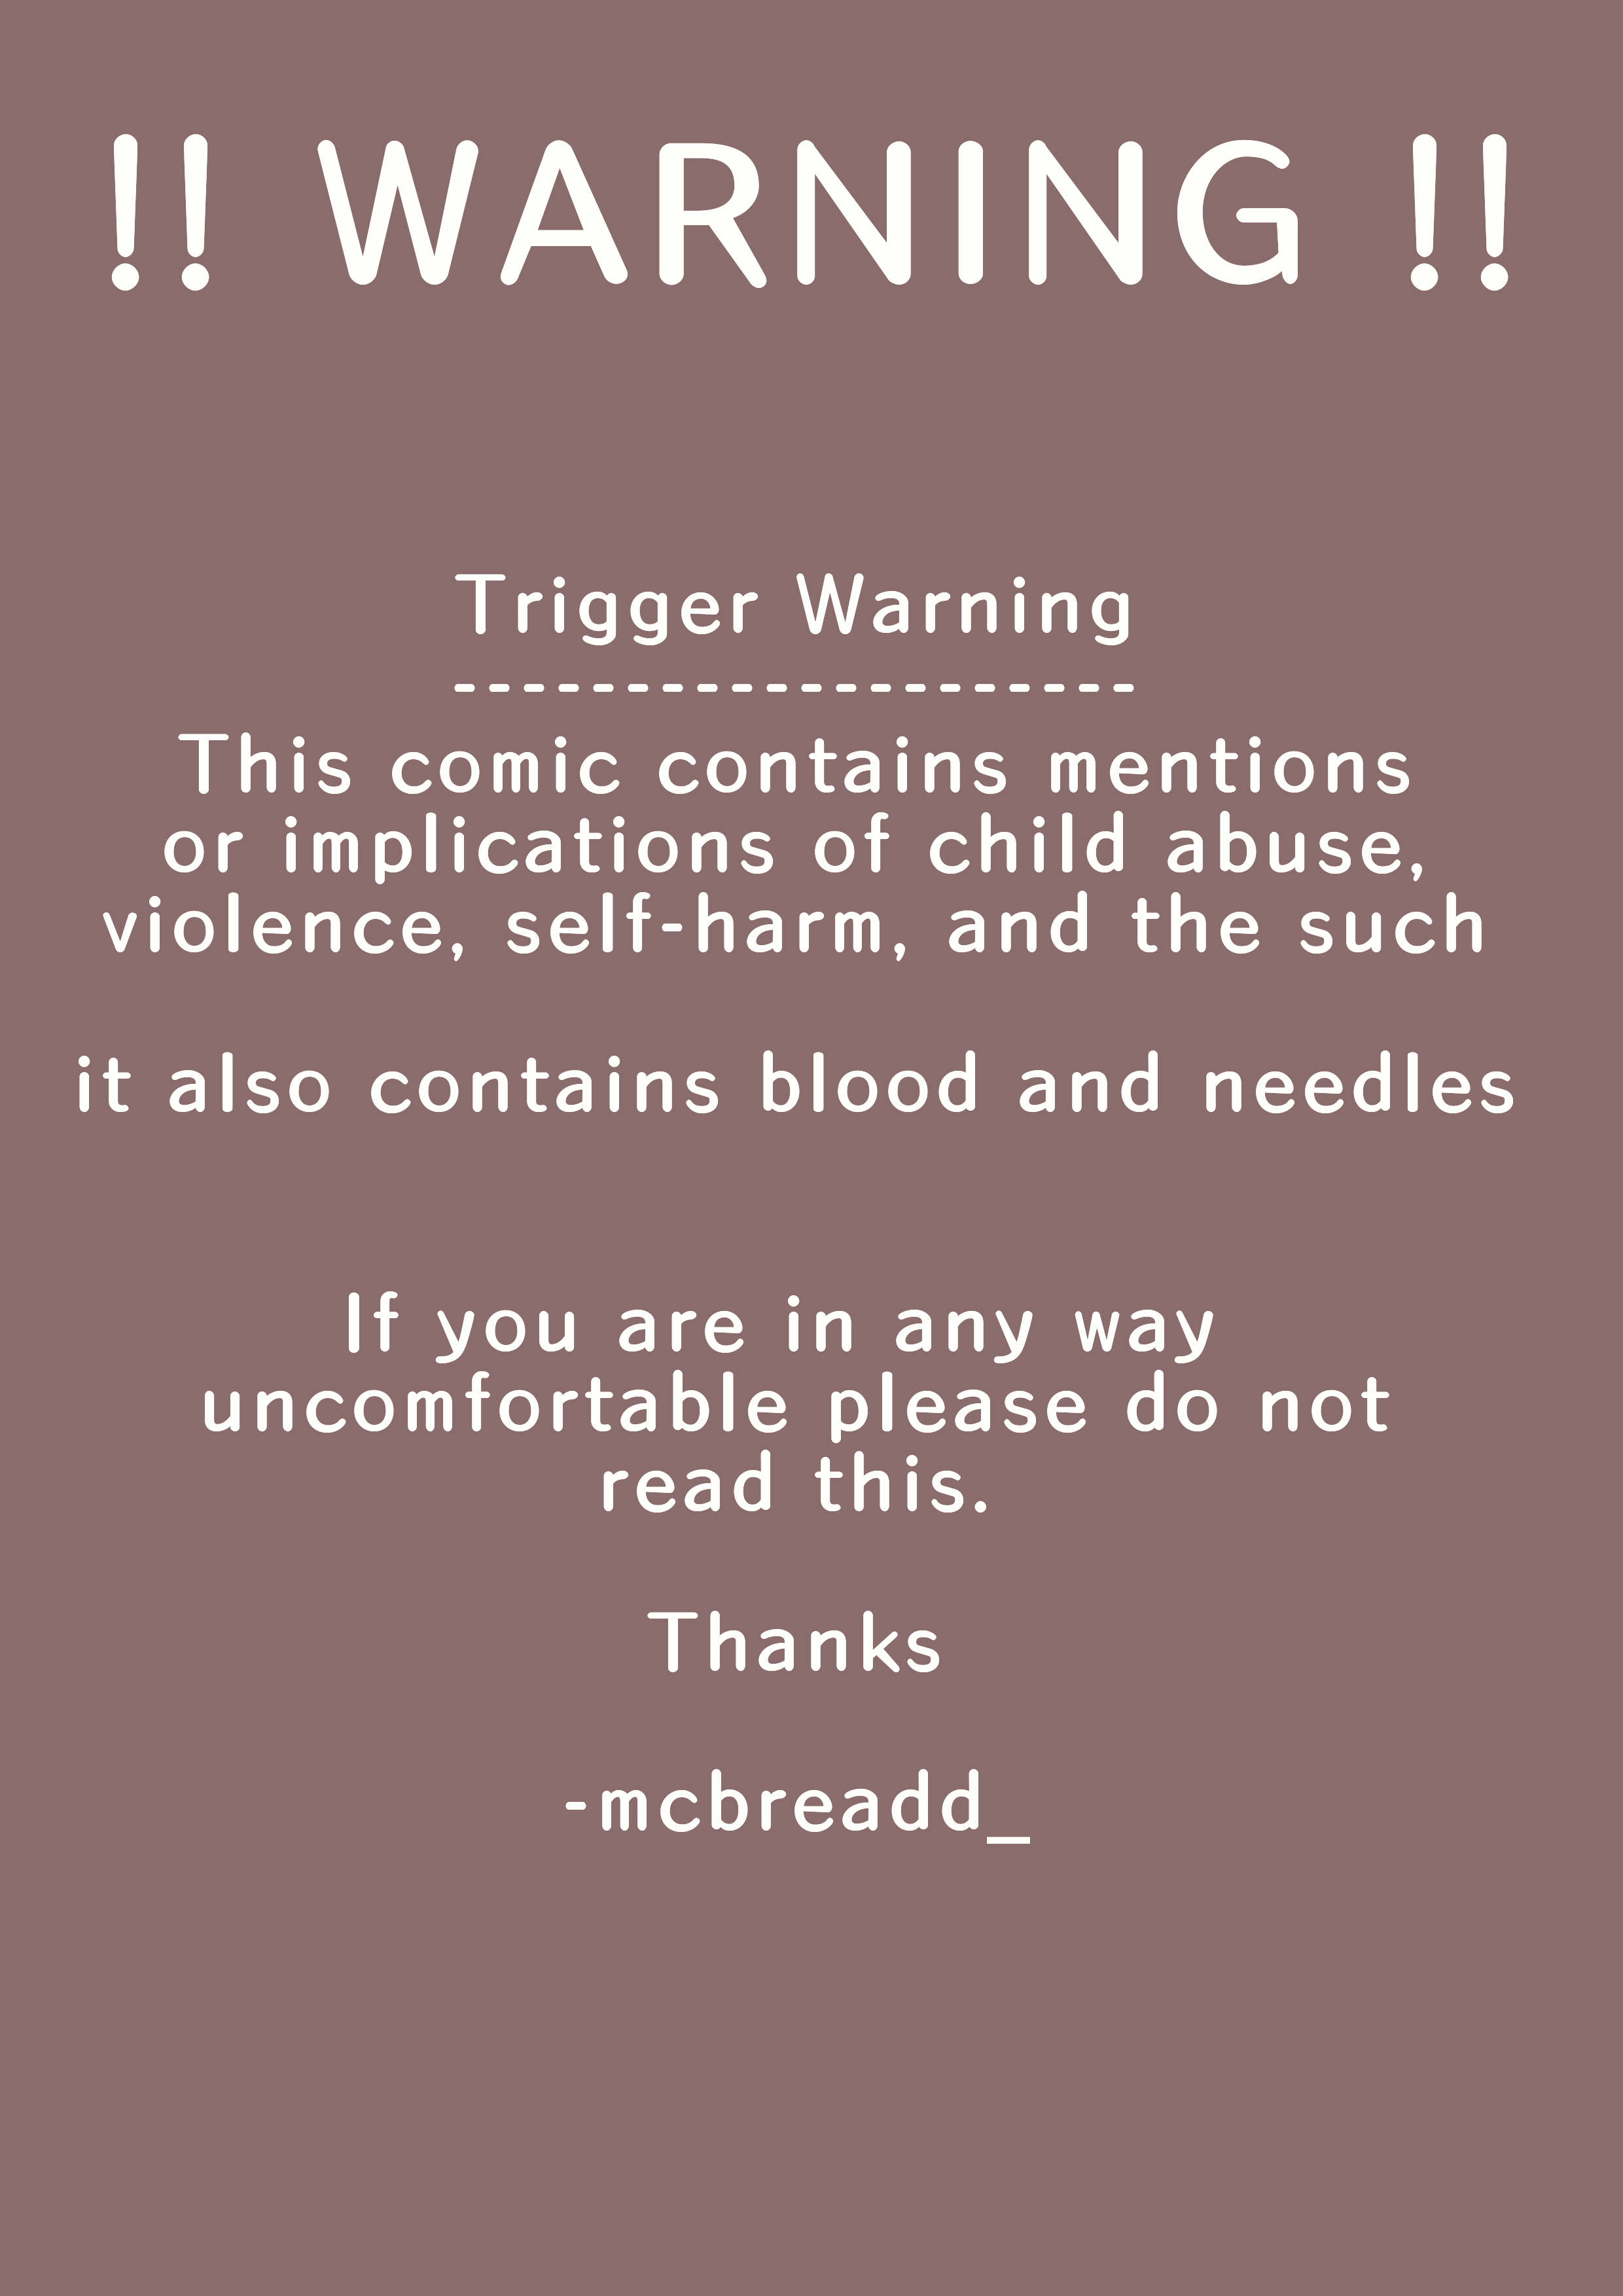 !! WARNING !!
Trigger Warning
--------------------
This comic contains mentions
or implications of child abuse,
violence, self-harm, and the such
it also contains blood and needles
If you are in any way
uncomfortable please do not
read this.
Thanks
-mcbreadd_